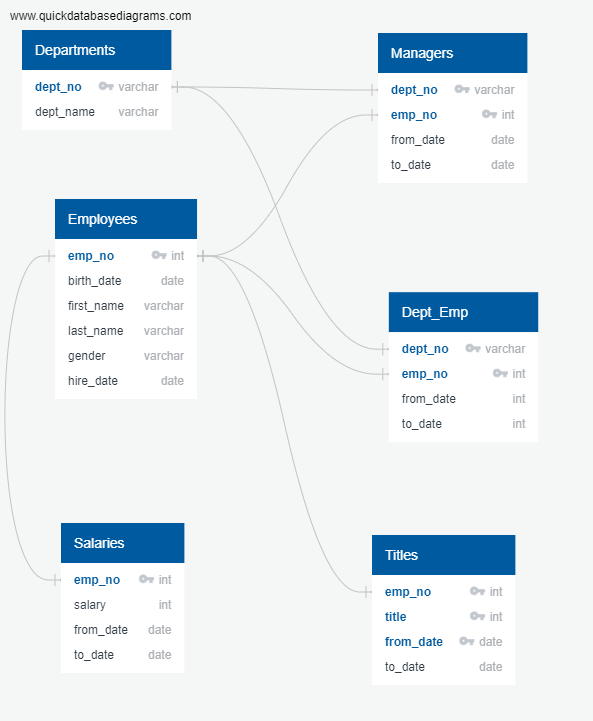 www.quickdatabasediagrams.com
Departments
dept_no varchar
dept_name varchar
Managers
dept_no varchar
emp_no int
from_date date
to_date date
Employees
emp_no int
birth_date date
first_name varchar
last_name varchar
gender varchar
hire_date date
Dept_Emp
dept_no varchar
emp_no int
from_date int
to_date int
Salaries
emp_no int
salary int
from_date date
to_date date
Titles
emp_no int
title int
from_date date
to_date date